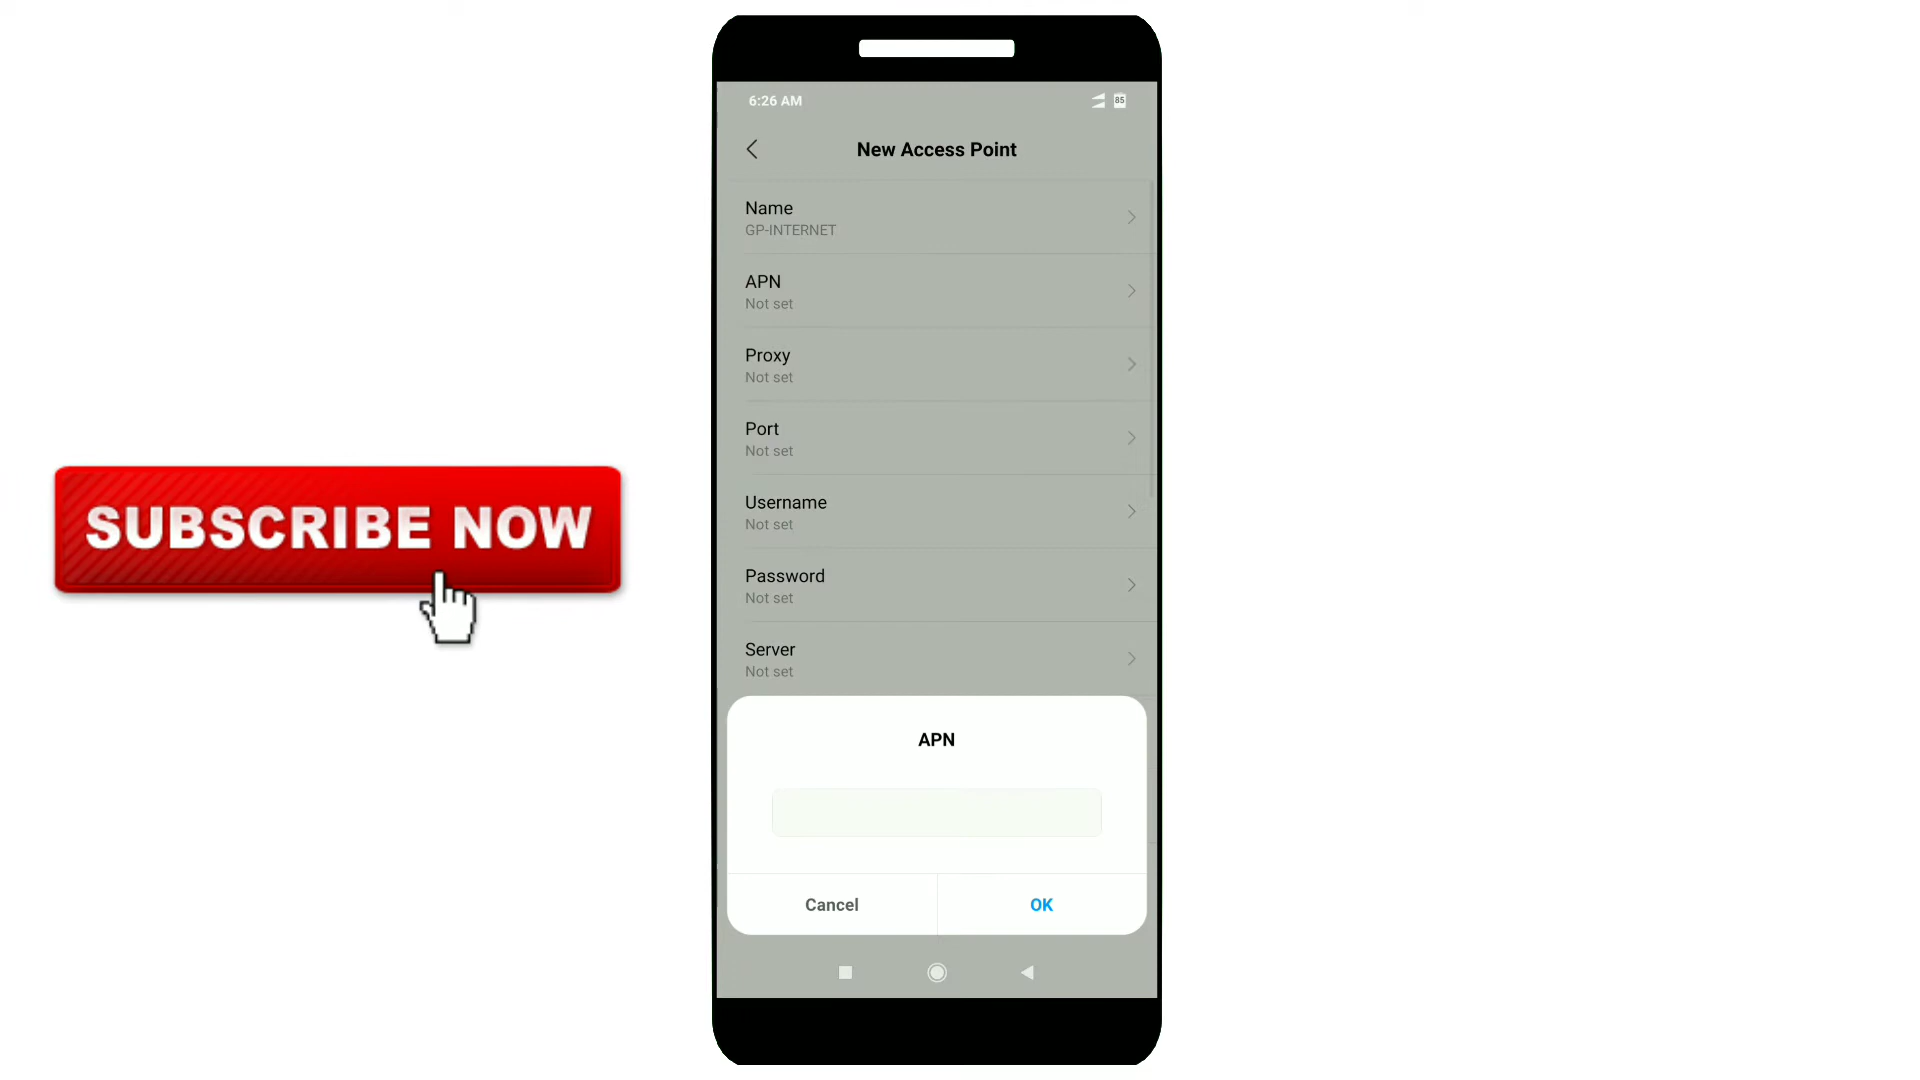 6:26 AM
85
New Access Point
Name
GP-INTERNET
APN
Not set
Proxy
Not set
Port
Not set
Username
Not set
Password
Not set
Server
Not set
SUBSCRIBE NOW
APN
Cancel
OK